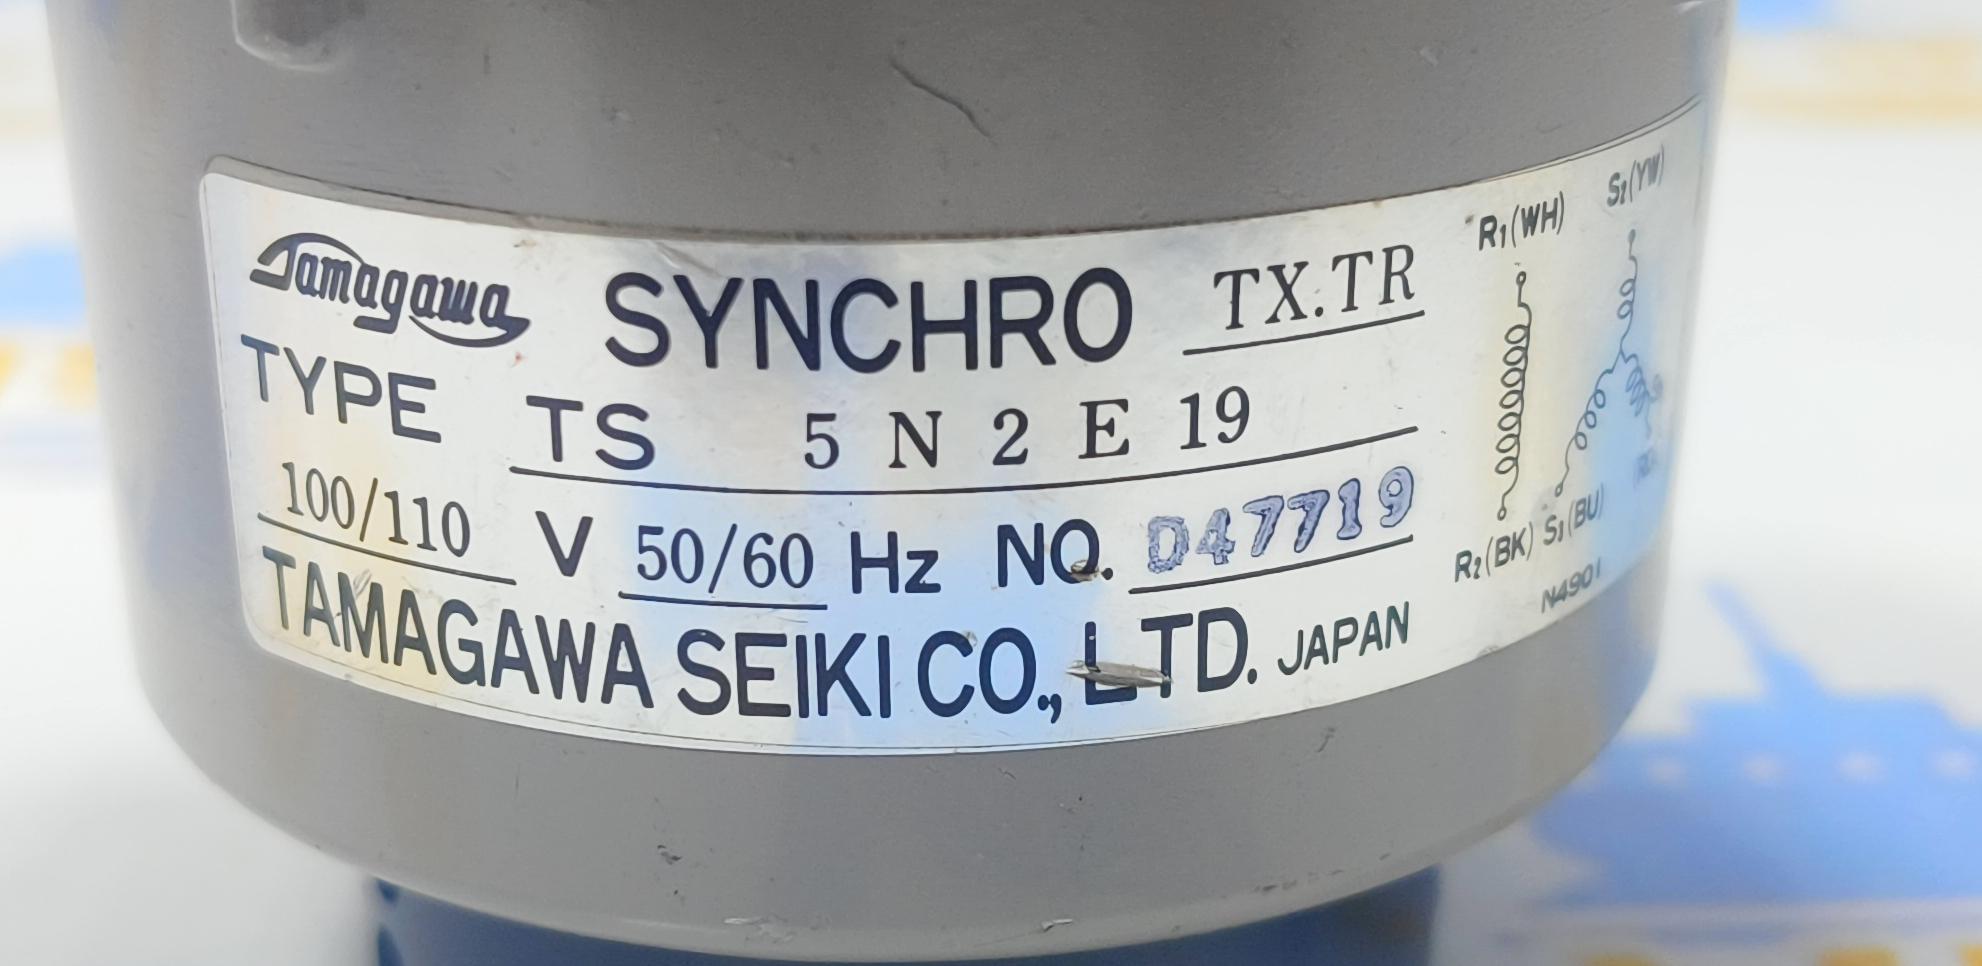 Tamagawa SYNCHRO TX.TR
TYPE TS 5 N 2 E 19
100/110 V 50/60 Hz NO. 047719
TAMAGAWA SEIKI CO., LTD. JAPAN
R1(WH) S2(YW)
R2(BK) S1(BU)
N4901